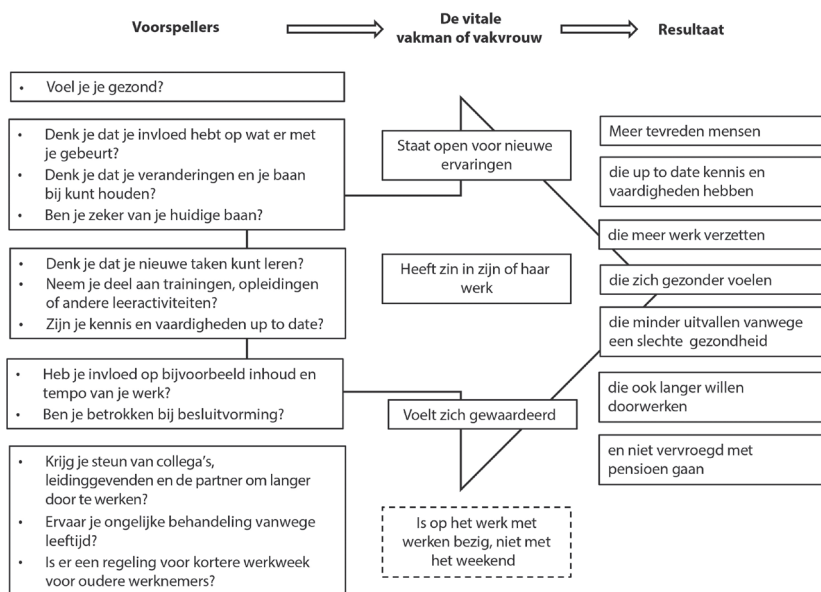 Voorspellers
De vitale
vakman of vakvrouw
Resultaat
• Voel je je gezond?
• Denk je dat je invloed hebt op wat er met
je gebeurt?
• Denk je dat je veranderingen en je baan
bij kunt houden?
• Ben je zeker van je huidige baan?
• Denk je dat je nieuwe taken kunt leren?
• Neem je deel aan trainingen, opleidingen
of andere leeractiviteiten?
• Zijn je kennis en vaardigheden up to date?
• Heb je invloed op bijvoorbeeld inhoud en
tempo van je werk?
• Ben je betrokken bij besluitvorming?
• Krijg je steun van collega's,
leidinggevenden en de partner om langer
door te werken?
• Ervaar je ongelijke behandeling vanwege
leeftijd?
• Is er een regeling voor kortere werkweek
voor oudere werknemers?
Staat open voor nieuwe
ervaringen
Heeft zin in zijn of haar
werk
Voelt zich gewaardeerd
Is op het werk met
werken bezig, niet met
het weekend
Meer tevreden mensen
die up to date kennis en
vaardigheden hebben
die meer werk verzetten
die zich gezonder voelen
die minder uitvallen vanwege
een slechte gezondheid
die ook langer willen
doorwerken
en niet vervroegd met
pensioen gaan